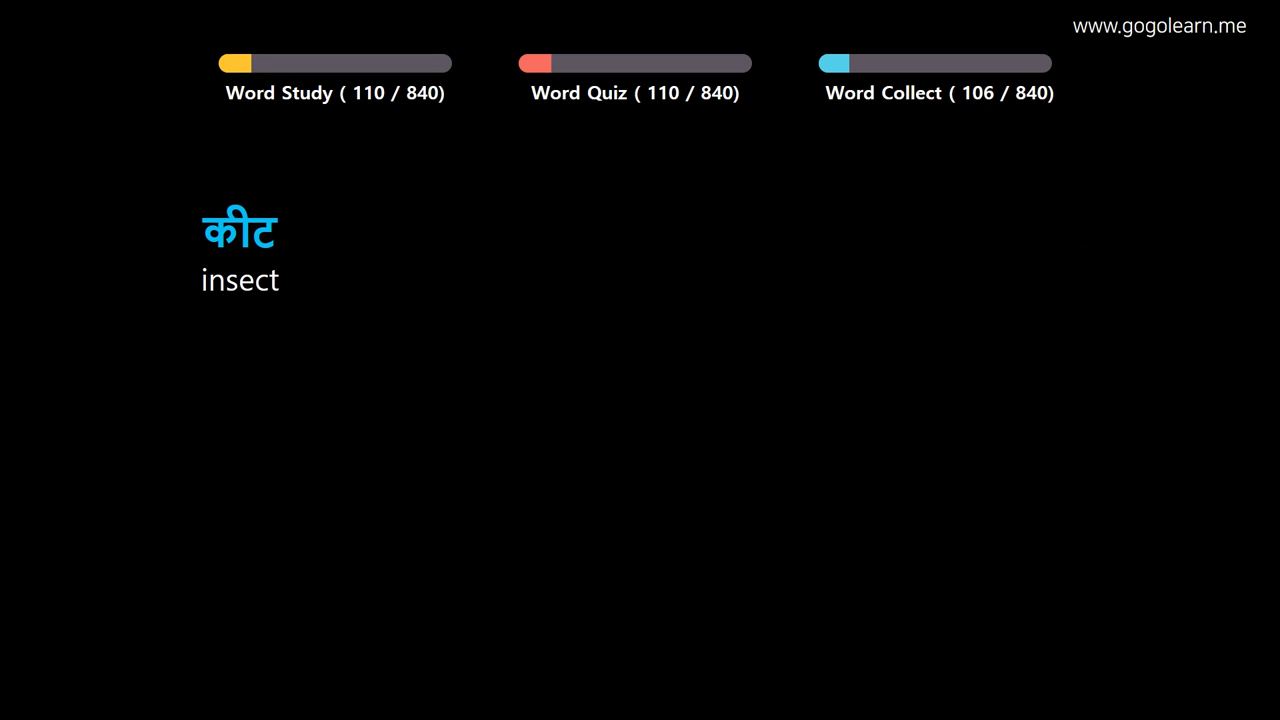 www.gogolearn.me
Word Study ( 110 / 840)
Word Quiz ( 110 / 840)
Word Collect ( 106 / 840)
कीट
insect